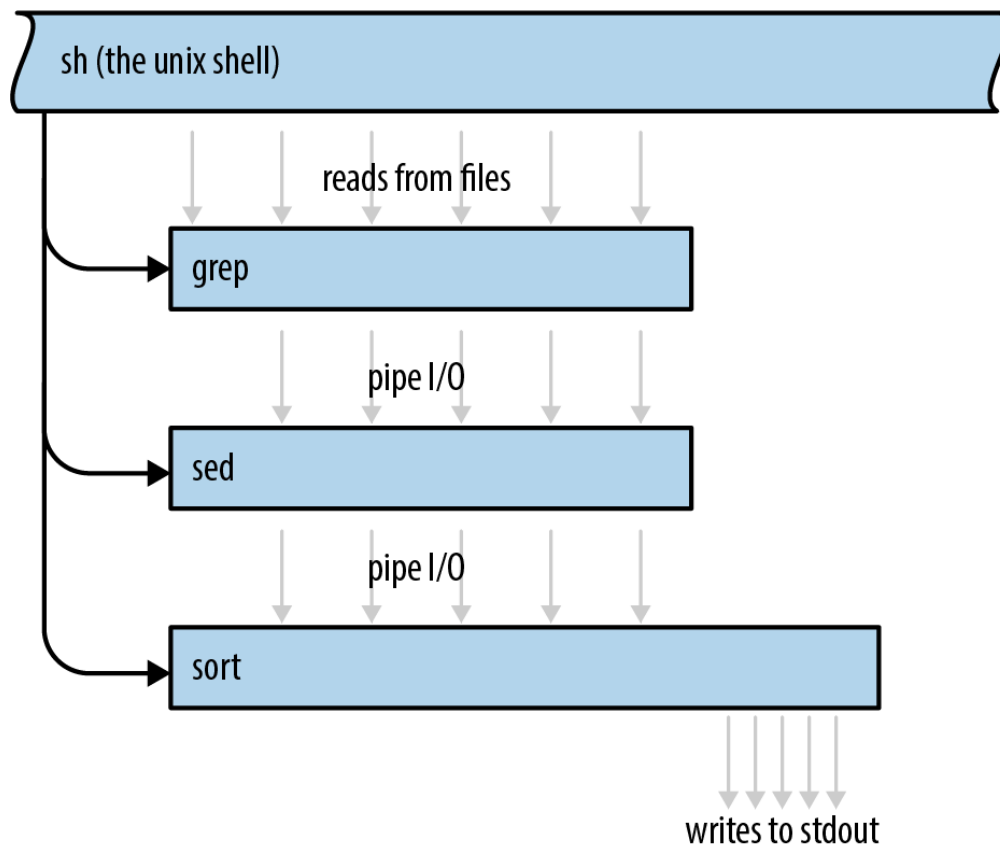 sh (the unix shell)
reads from files
grep
pipe I/O
sed
pipe I/O
sort
writes to stdout